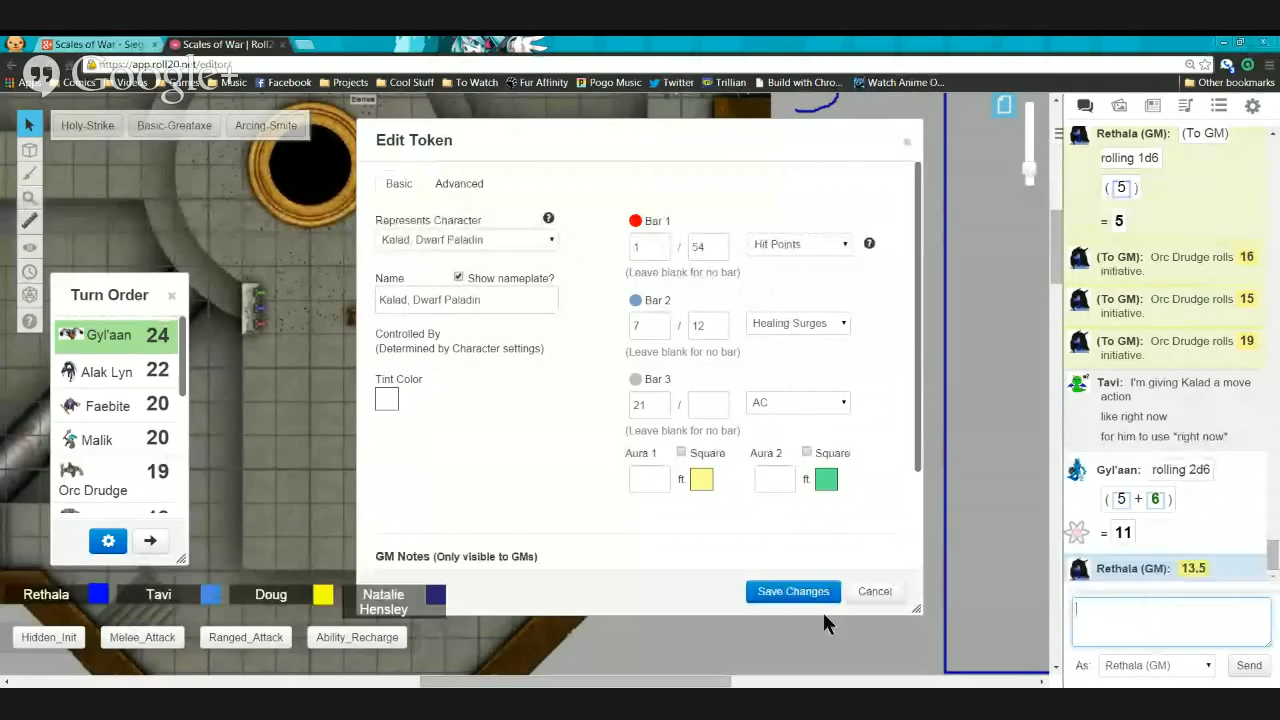 Scales of War - Sieg
Scales of War | Roll2
https://app.roll20.net/editor/
Google+
Apps
Comics
Videos
Games
Music
Facebook
Projects
Cool Stuff
To Watch
Fur Affinity
Pogo Music
Twitter
Trillian
Build with Chro...
Watch Anime O...
Other bookmarks
Holy-Strike
Basic-Greataxe
Arcing-Smite
Edit Token
Basic
Advanced
Represents Character
Kalad, Dwarf Paladin
Name
Show nameplate?
Kalad, Dwarf Paladin
Controlled By
(Determined by Character settings)
Tint Color
Bar 1
1 / 54
Hit Points
(Leave blank for no bar)
Bar 2
7 / 12
Healing Surges
(Leave blank for no bar)
Bar 3
21 /
AC
(Leave blank for no bar)
Aura 1
Square
Aura 2
Square
ft.
ft.
GM Notes (Only visible to GMs)
Save Changes
Cancel
Turn Order
Gyl'aan 24
Alak Lyn 22
Faebite 20
Malik 20
19
Orc Drudge
Rethala
Tavi
Doug
Natalie
Hensley
Hidden_Init
Melee_Attack
Ranged_Attack
Ability_Recharge
Rethala (GM): (To GM)
rolling 1d6
(5)
= 5
(To GM): Orc Drudge rolls 16
initiative.
(To GM): Orc Drudge rolls 15
initiative.
(To GM): Orc Drudge rolls 19
initiative.
Tavi: I'm giving Kalad a move
action
like right now
for him to use *right now*
Gyl'aan: rolling 2d6
(5 + 6)
= 11
Rethala (GM): 13.5
As: Rethala (GM)
Send